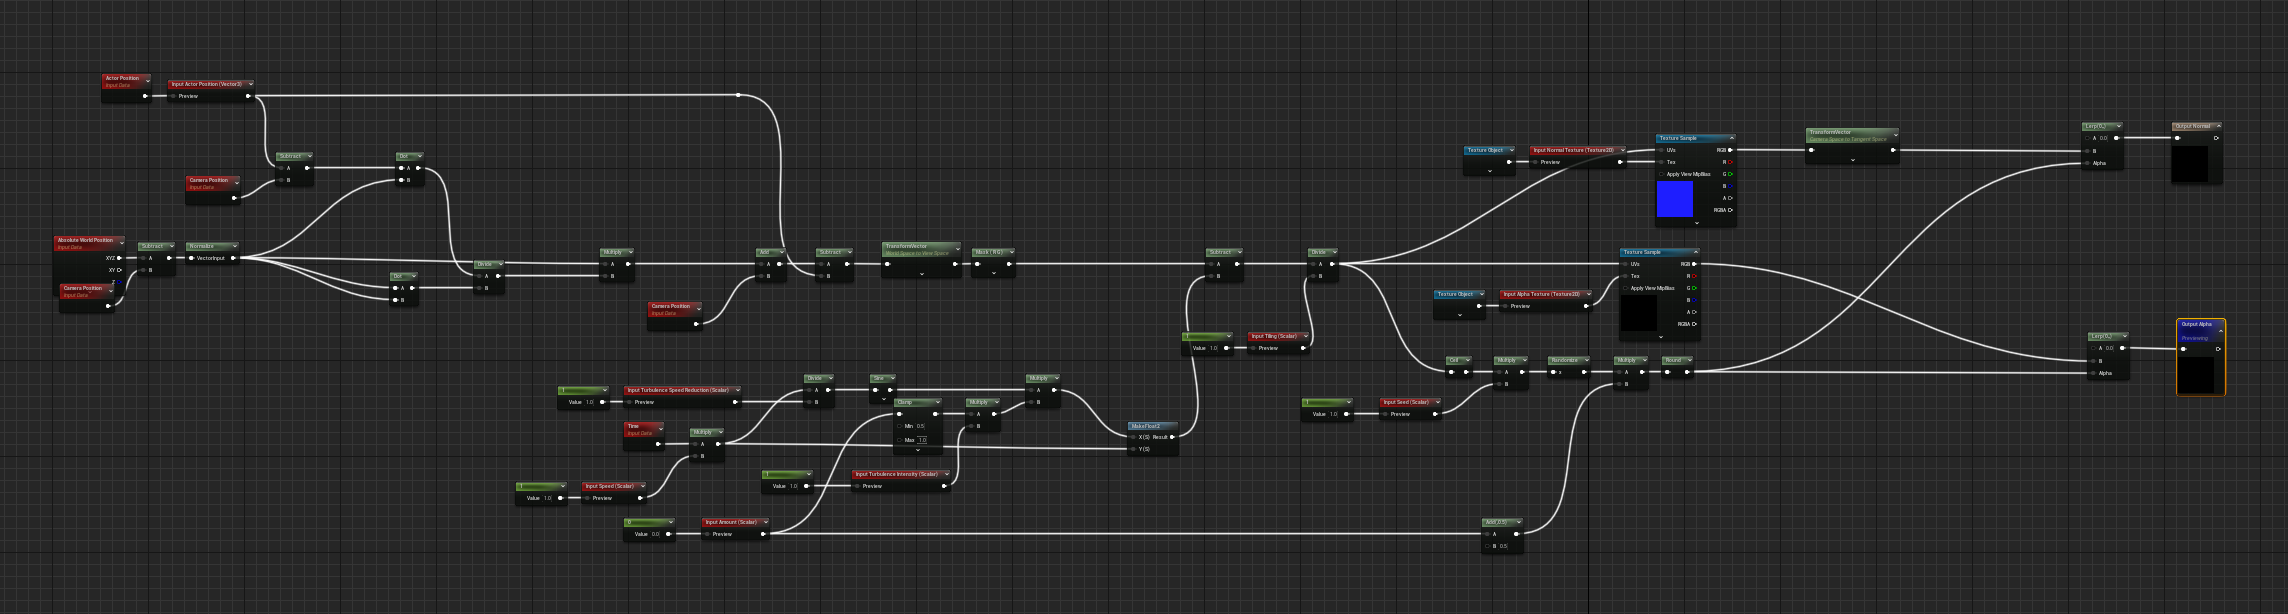 Actor Position
Input Data
Input Actor Position (Vector3)
Preview
Subtract
A
B
Dot
A
B
Camera Position
Input Data
Absolute World Position
Input Data
XYZ
XY
Z
Subtract
A
B
Normalize
VectorInput
Camera Position
Input Data
Dot
A
B
Divide
A
B
Multiply
A
B
Camera Position
Input Data
Add
A
B
Subtract
A
B
TransformVector
World Space to View Space
Mask ( R G )
Subtract
A
B
Divide
A
B
1
Value 1.0
Input Tiling (Scalar)
Preview
1
Value 1.0
Input Turbulence Speed Reduction (Scalar)
Preview
Time
Input Data
Multiply
A
B
1
Value 1.0
Input Speed (Scalar)
Preview
0
Value 0.0
Input Amount (Scalar)
Preview
Divide
A
B
Sine
Clamp
Min 0.5
Max 1.0
Multiply
A
B
Multiply
A
B
1
Value 1.0
Input Turbulence Intensity (Scalar)
Preview
MakeFloat2
X (S) Result
Y (S)
Texture Object
Input Normal Texture (Texture2D)
Preview
Texture Sample
UVs RGB
Tex R
Apply View MipBias G
B
A
RGBA
TransformVector
Camera Space to Tangent Space
Texture Object
Input Alpha Texture (Texture2D)
Preview
Texture Sample
UVs RGB
Tex R
Apply View MipBias G
B
A
RGBA
Ceil
Multiply
A
B
Randomize
x
Multiply
A
B
Round
1
Value 1.0
Input Seed (Scalar)
Preview
Add(,0.5)
A
B 0.5
Lerp(0,)
A 0.0
B
Alpha
Output Normal
Lerp(0,)
A 0.0
B
Alpha
Output Alpha
Previewing